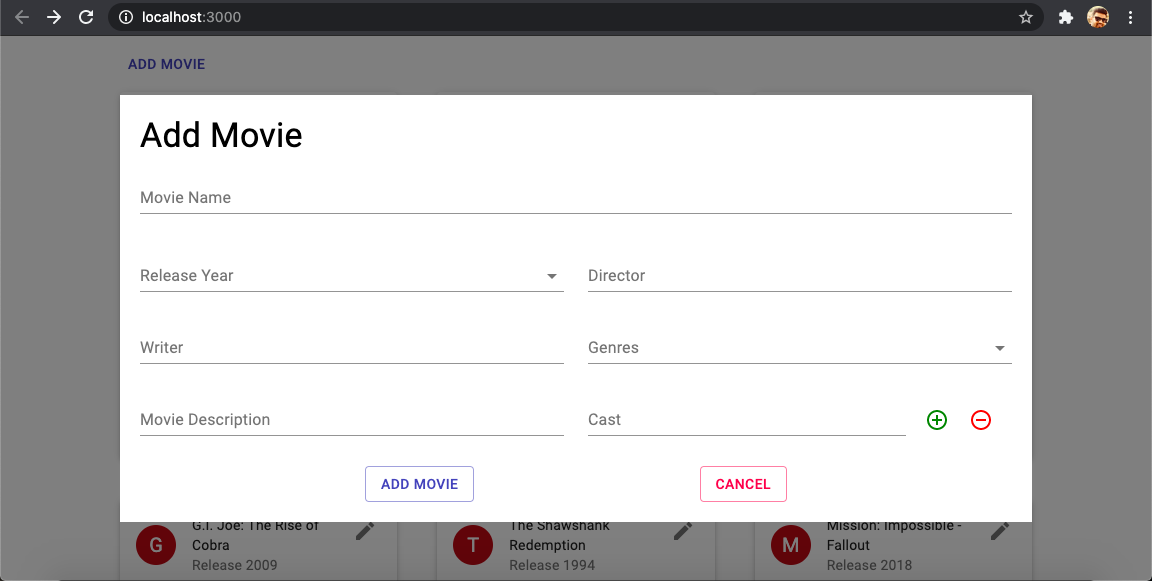 localhost:3000
ADD MOVIE
Add Movie
Movie Name
Release Year
Director
Writer
Genres
Movie Description
Cast
ADD MOVIE
CANCEL
G
G.I. Joe: The Rise of
Cobra
Release 2009
T
The Shawshank
Redemption
Release 1994
M
Mission: Impossible -
Fallout
Release 2018